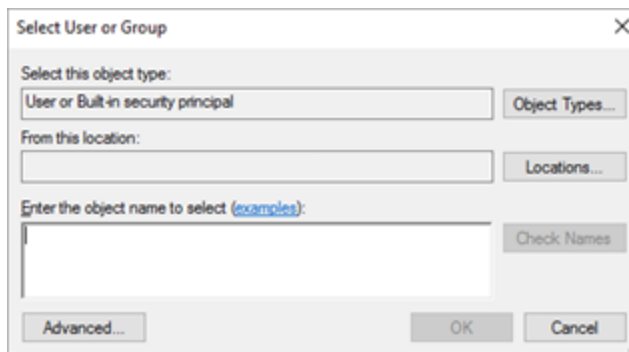 Select User or Group
Select this object type:
User or Built-in security principal
Object Types...
From this location:
Locations...
Enter the object name to select (examples):
Check Names
Advanced...
OK
Cancel